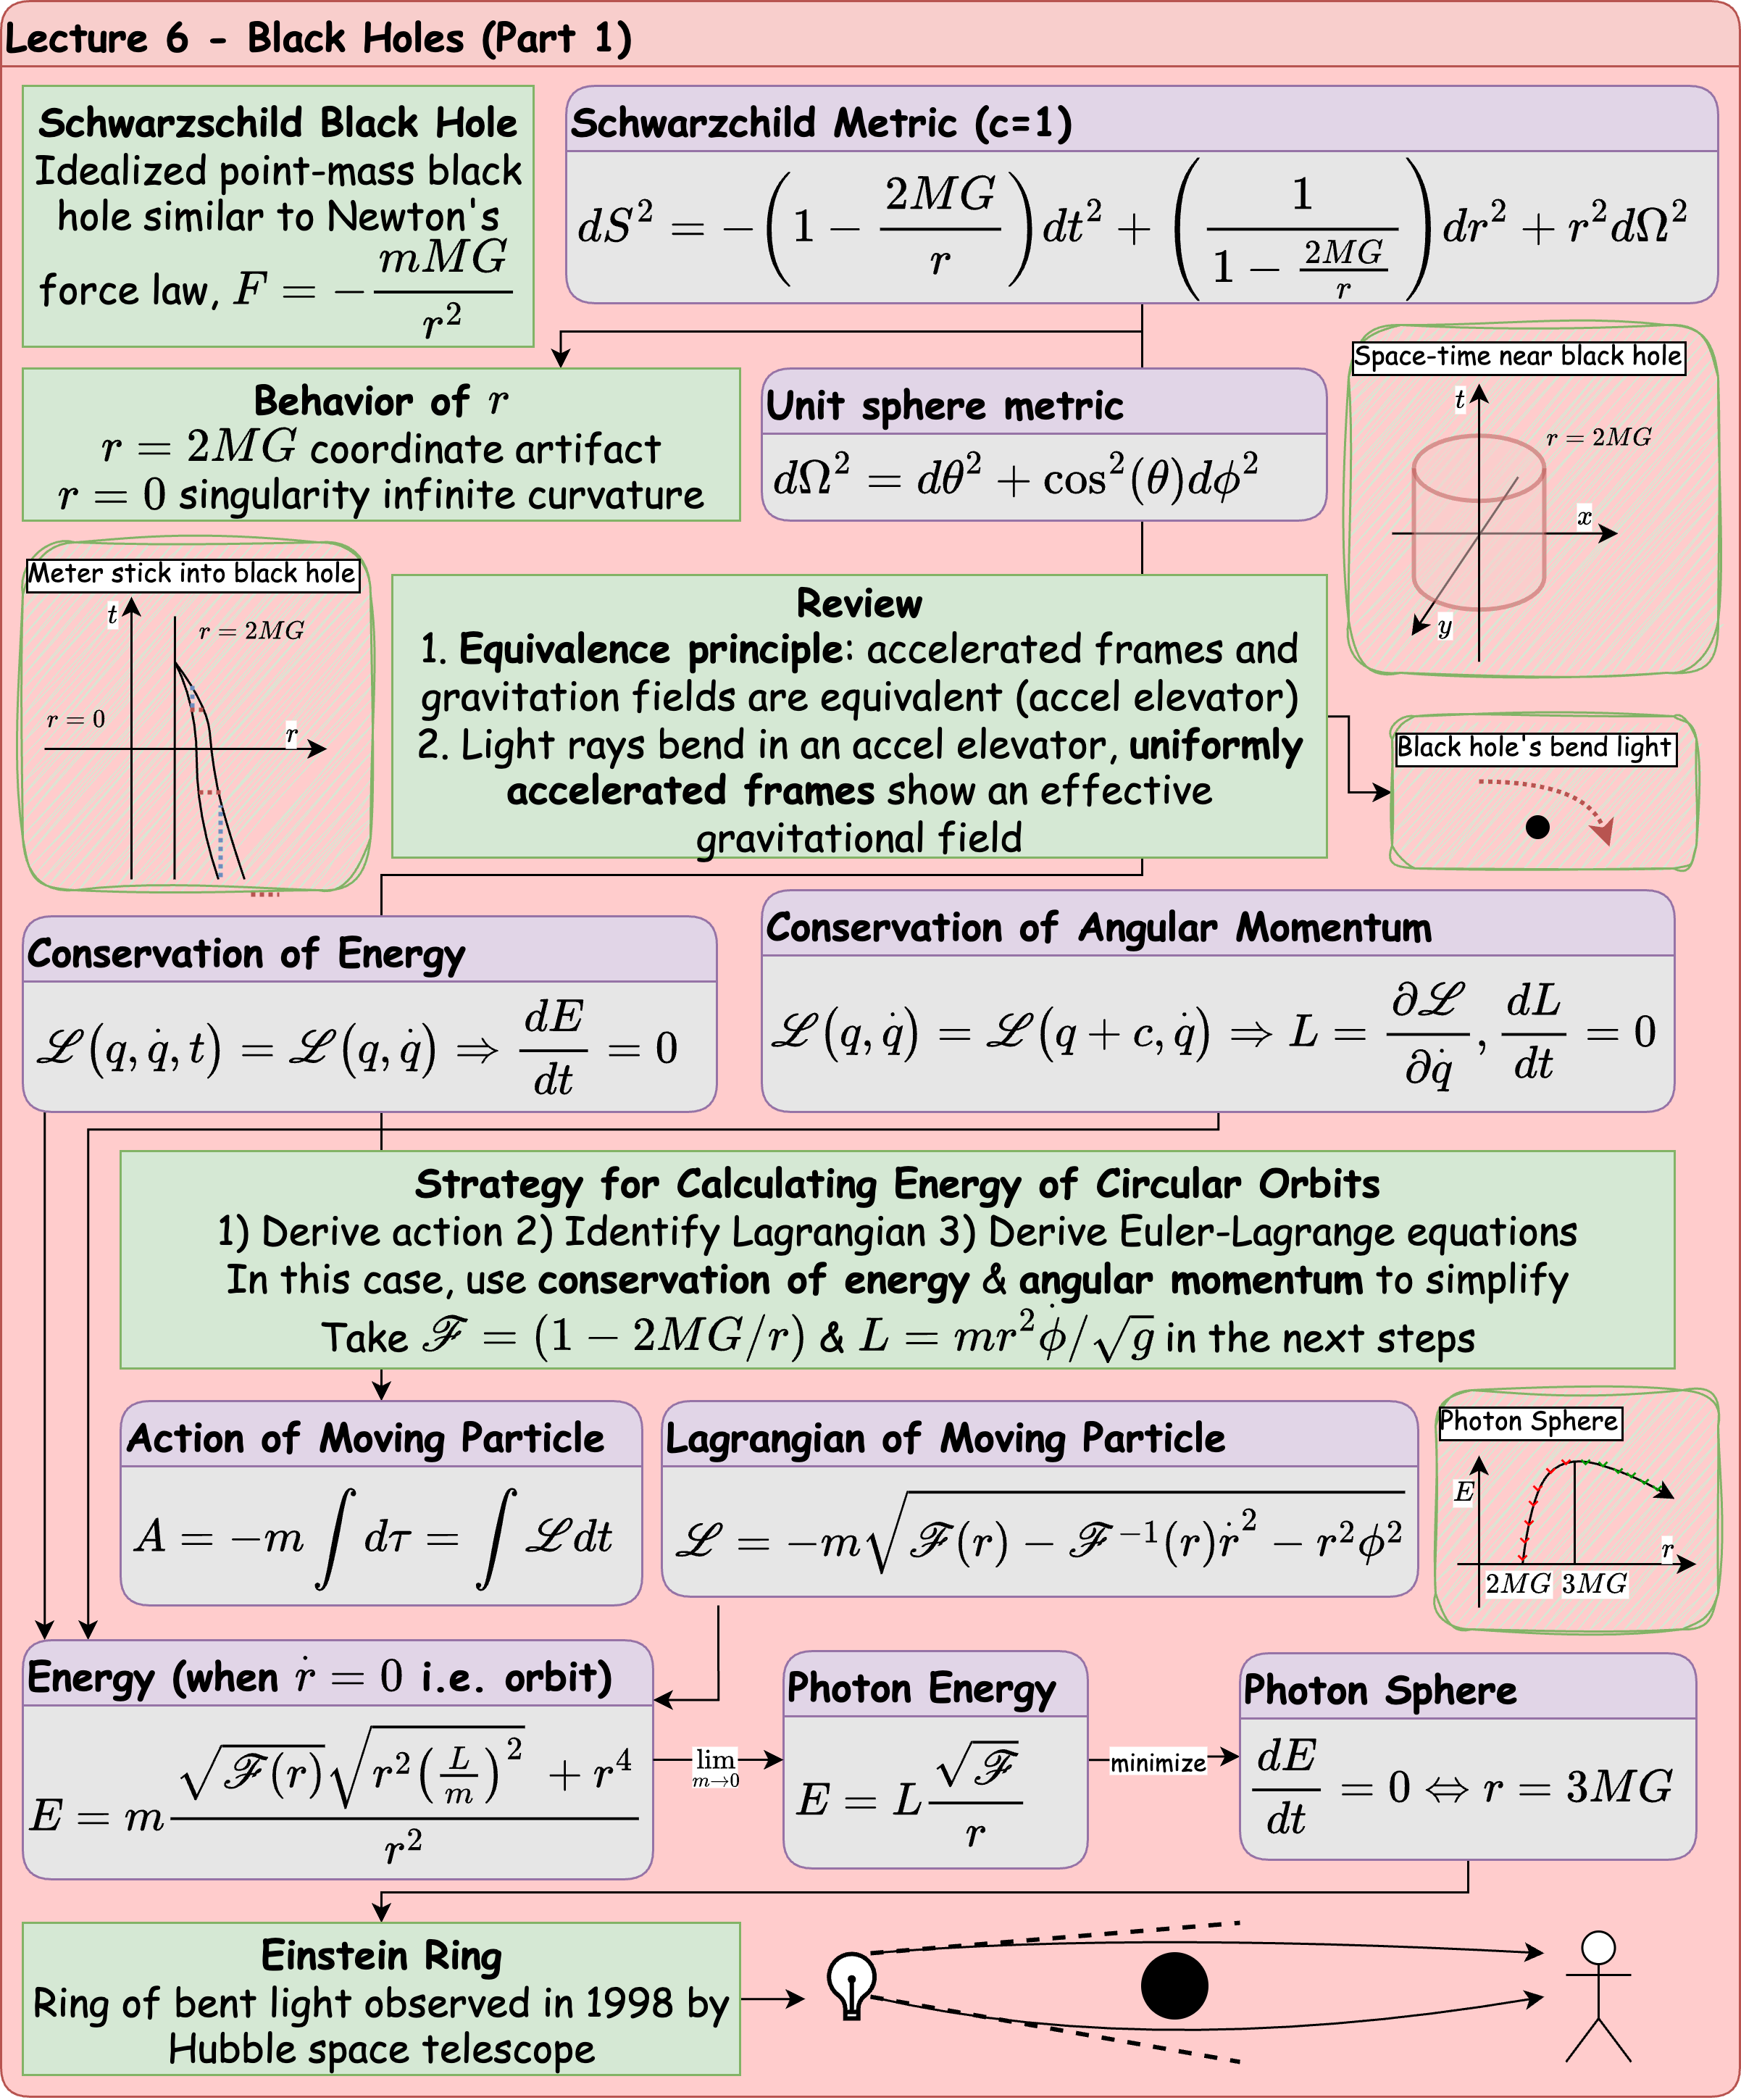 Lecture 6 - Black Holes (Part 1)
Schwarzschild Black Hole
Idealized point-mass black
hole similar to Newton's
force law, $F = -\frac{mMG}{r^2}$
Schwarzchild Metric (c=1)
$dS^2 = -\left(1 - \frac{2MG}{r}\right)dt^2 + \left(\frac{1}{1 - \frac{2MG}{r}}\right)dr^2 + r^2 d\Omega^2$
Behavior of $r$
$r = 2MG$ coordinate artifact
$r = 0$ singularity infinite curvature
Unit sphere metric
$d\Omega^2 = d\theta^2 + \cos^2(\theta)d\phi^2$
Space-time near black hole
$t$
$r = 2MG$
$x$
$y$
Meter stick into black hole
$t$
$r = 2MG$
$r = 0$
$r$
Review
1. Equivalence principle: accelerated frames and
gravitation fields are equivalent (accel elevator)
2. Light rays bend in an accel elevator, uniformly
accelerated frames show an effective
gravitational field
Black hole's bend light
Conservation of Energy
$\mathscr{L}(q, \dot{q}, t) = \mathscr{L}(q, \dot{q}) \Rightarrow \frac{dE}{dt} = 0$
Conservation of Angular Momentum
$\mathscr{L}(q, \dot{q}) = \mathscr{L}(q + c, \dot{q}) \Rightarrow L = \frac{\partial \mathscr{L}}{\partial \dot{q}}, \frac{dL}{dt} = 0$
Strategy for Calculating Energy of Circular Orbits
1) Derive action 2) Identify Lagrangian 3) Derive Euler-Lagrange equations
In this case, use conservation of energy & angular momentum to simplify
Take $\mathscr{F} = (1 - 2MG/r)$ & $L = mr^2\dot{\phi}/\sqrt{g}$ in the next steps
Action of Moving Particle
$A = -m \int d\tau = \int \mathscr{L} dt$
Lagrangian of Moving Particle
$\mathscr{L} = -m\sqrt{\mathscr{F}(r) - \mathscr{F}^{-1}(r)\dot{r}^2 - r^2\phi^2}$
Photon Sphere
$E$
$r$
$2MG$ $3MG$
Energy (when $\dot{r} = 0$ i.e. orbit)
$E = m\frac{\sqrt{\mathscr{F}(r)}\sqrt{r^2\left(\frac{L}{m}\right)^2} + r^4}{r^2}$
$\lim_{m \to 0}$
Photon Energy
$E = L\frac{\sqrt{\mathscr{F}}}{r}$
minimize
Photon Sphere
$\frac{dE}{dt} = 0 \Leftrightarrow r = 3MG$
Einstein Ring
Ring of bent light observed in 1998 by
Hubble space telescope